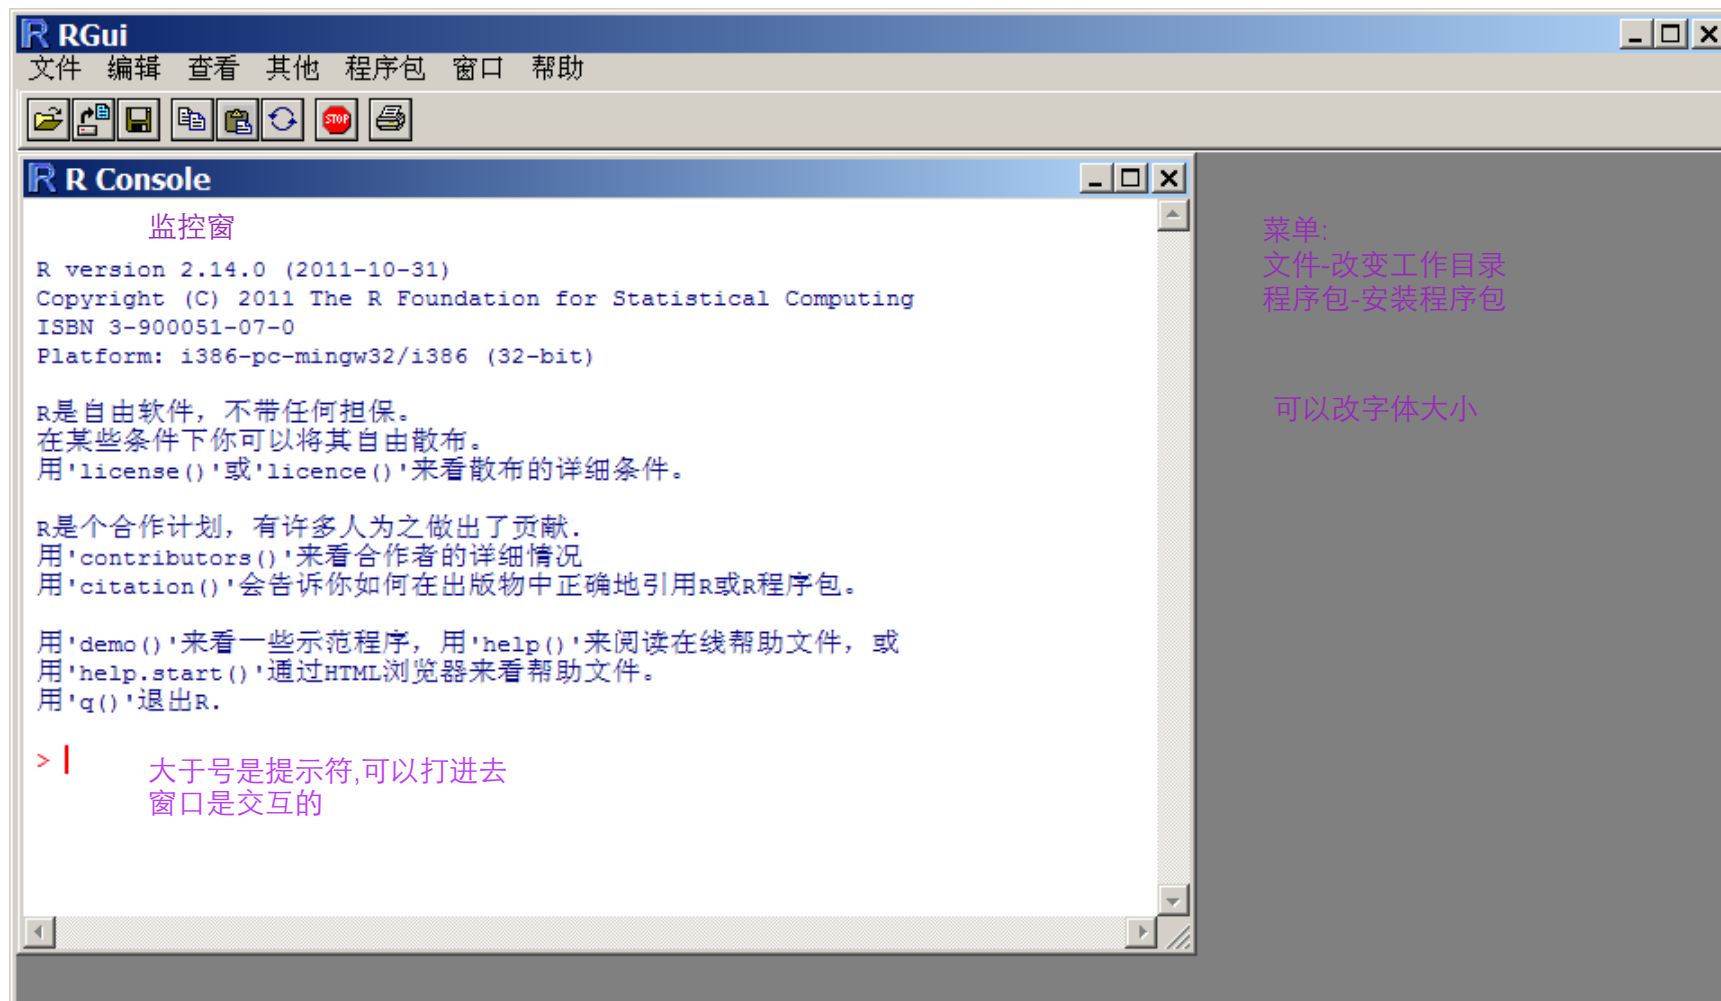 RGui
文件 编辑 查看 其他 程序包 窗口 帮助
STOP
R Console
监控窗
R version 2.14.0 (2011-10-31)
Copyright (C) 2011 The R Foundation for Statistical Computing
ISBN 3-900051-07-0
Platform: i386-pc-mingw32/i386 (32-bit)
R是自由软件，不带任何担保。
在某些条件下你可以将其自由散布。
用'license()'或'licence()'来看散布的详细条件。
R是个合作计划，有许多人为之做出了贡献.
用'contributors()'来看合作者的详细情况
用'citation()'会告诉你如何在出版物中正确地引用R或R程序包。
用'demo()'来看一些示范程序，用'help()'来阅读在线帮助文件，或
用'help.start()'通过HTML浏览器来看帮助文件。
用'q()'退出R.
>
大于号是提示符,可以打进去
窗口是交互的
菜单:
文件-改变工作目录
程序包-安装程序包
可以改字体大小